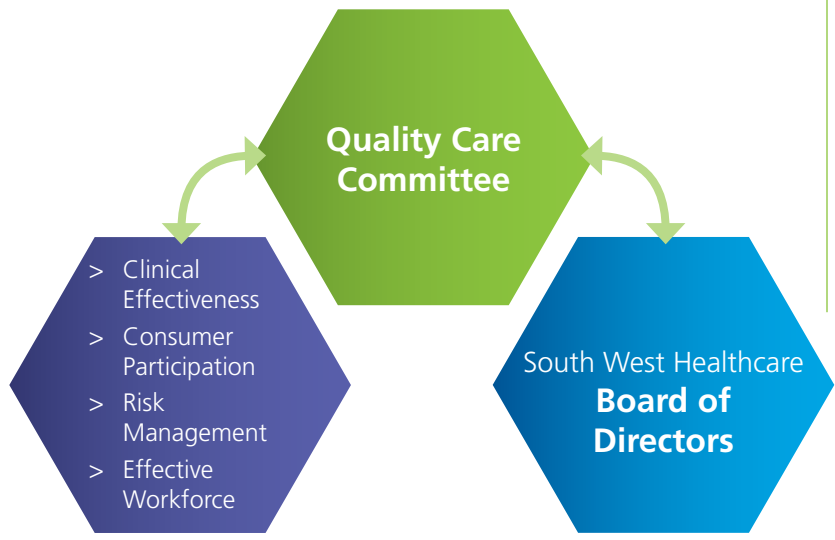 Quality Care
Committee
> Clinical
Effectiveness
> Consumer
Participation
> Risk
Management
> Effective
Workforce
South West Healthcare
Board of
Directors